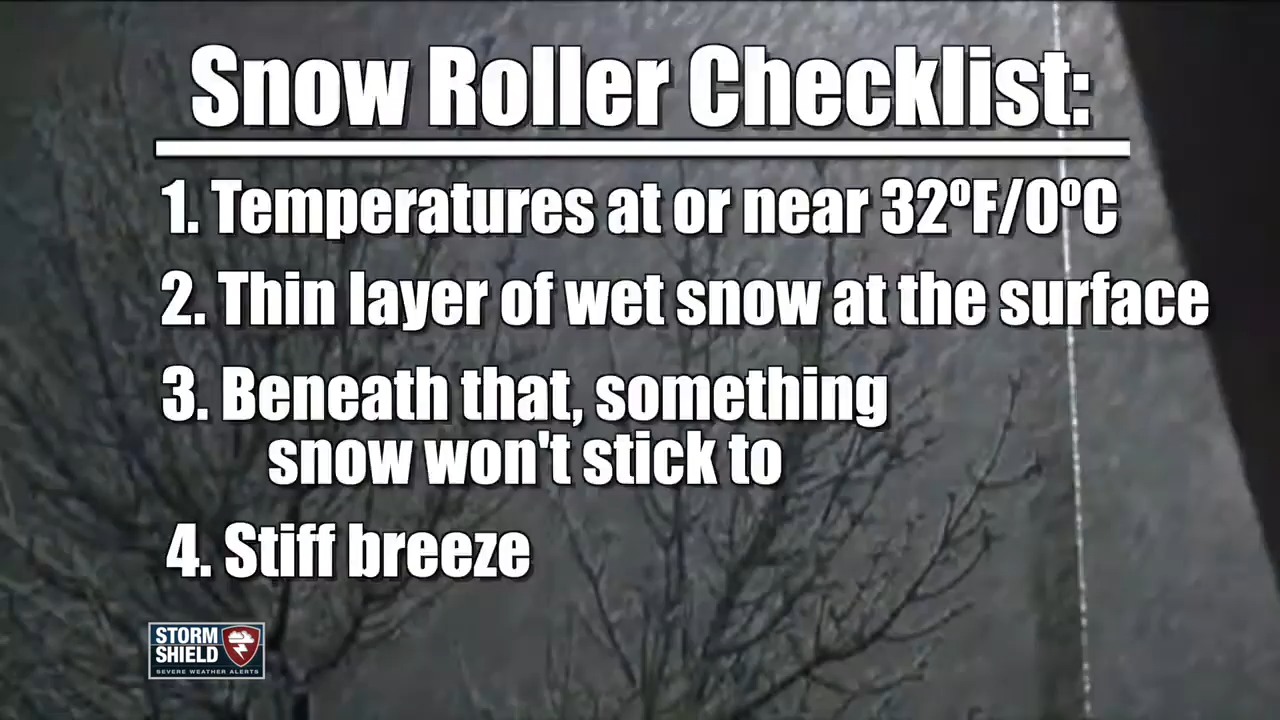 Snow Roller Checklist:
1. Temperatures at or near 32ºF/0ºC
2. Thin layer of wet snow at the surface
3. Beneath that, something
snow won't stick to
4. Stiff breeze
STORM
SHIELD
SEVERE WEATHER ALERTS